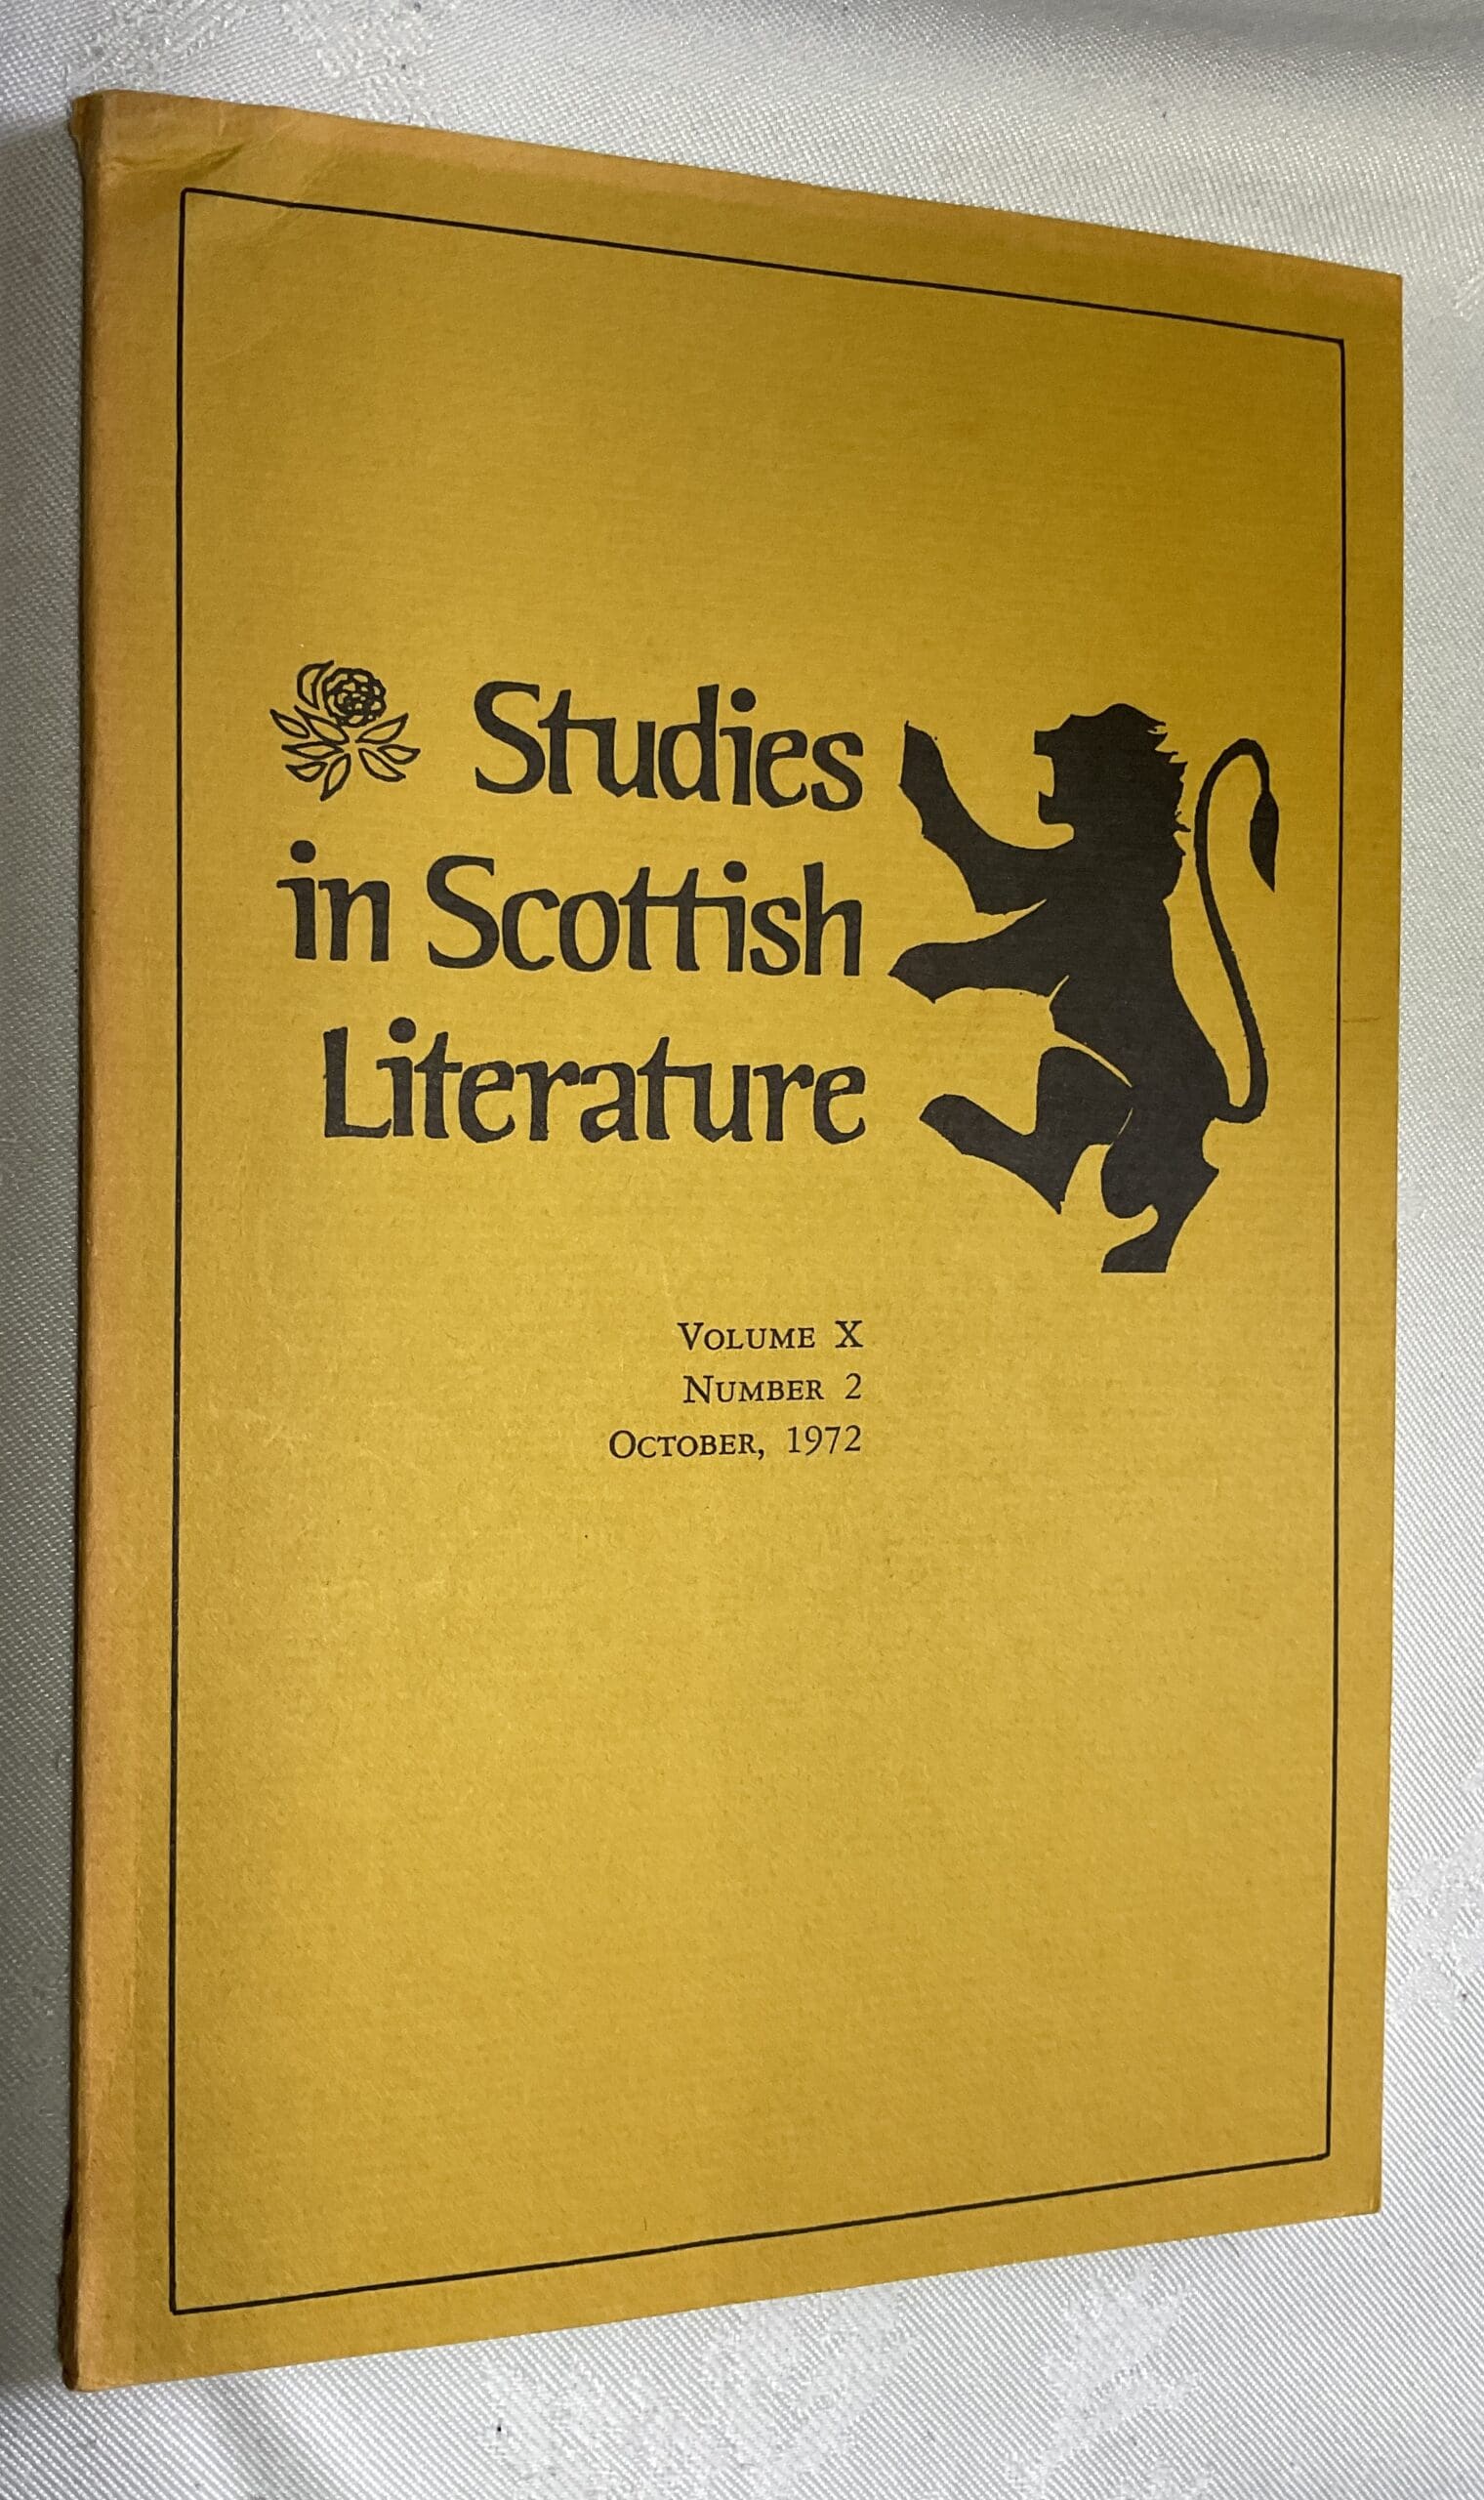 Studies
in Scottish
Literature
VOLUME X
NUMBER 2
OCTOBER, 1972